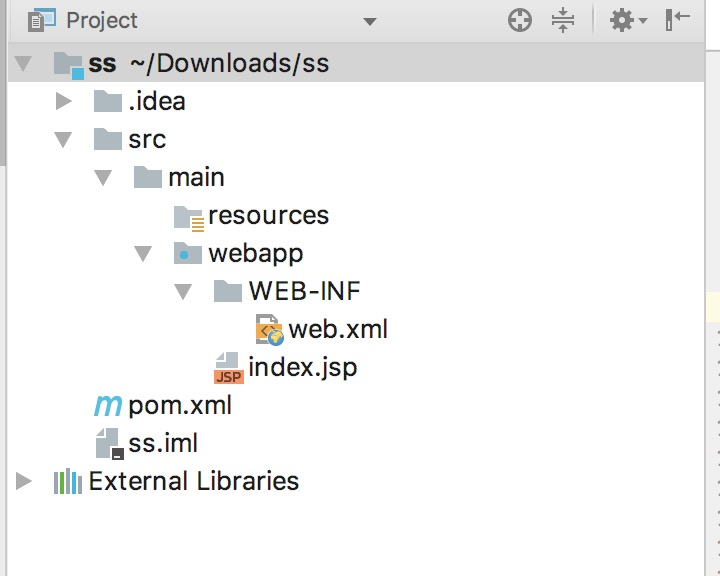 Project
ss ~/Downloads/ss
.idea
src
main
resources
webapp
WEB-INF
web.xml
JSP index.jsp
m pom.xml
ss.iml
External Libraries